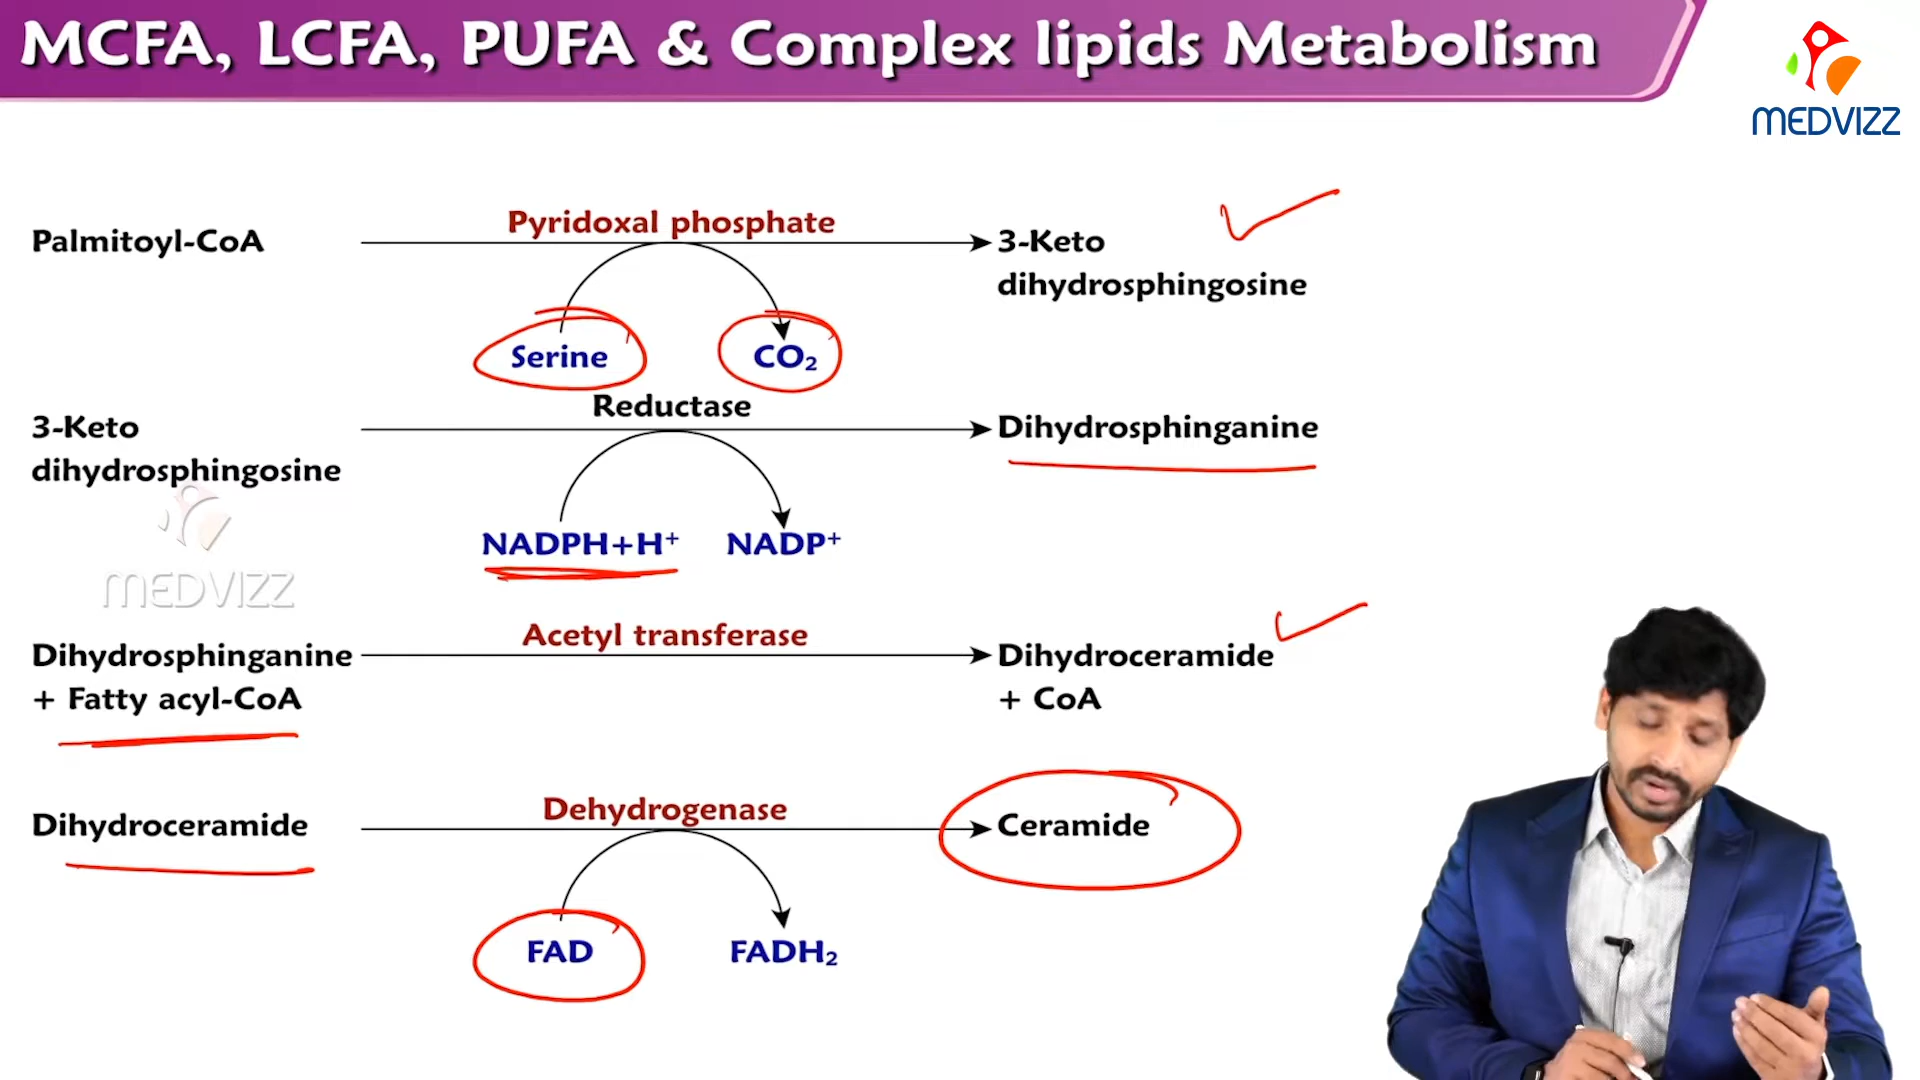 MCFA, LCFA, PUFA & Complex lipids Metabolism
MEDVIZZ
Pyridoxal phosphate
Palmitoyl-CoA
3-Keto
dihydrosphingosine
Serine
CO₂
Reductase
3-Keto
dihydrosphingosine
Dihydrosphinganine
NADPH+H⁺
NADP⁺
MEDVIZZ
Acetyl transferase
Dihydrosphinganine
+ Fatty acyl-CoA
Dihydroceramide
+ CoA
Dehydrogenase
Dihydroceramide
Ceramide
FAD
FADH₂